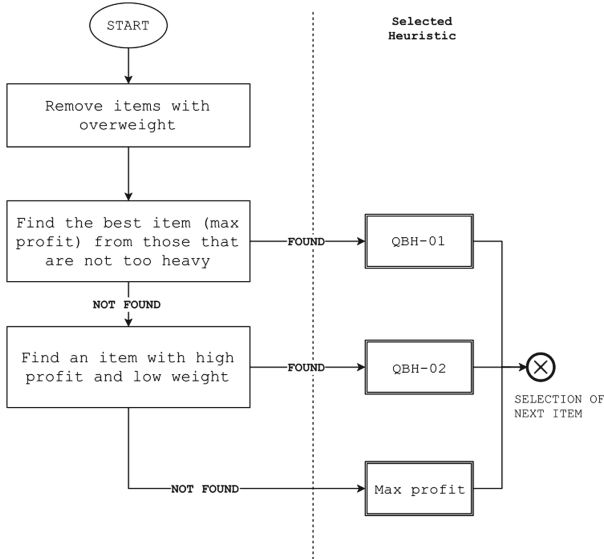 START
Selected
Heuristic
Remove items with
overweight
Find the best item (max
profit) from those that
are not too heavy
FOUND
QBH-01
NOT FOUND
Find an item with high
profit and low weight
FOUND
QBH-02
SELECTION OF
NEXT ITEM
NOT FOUND
Max profit